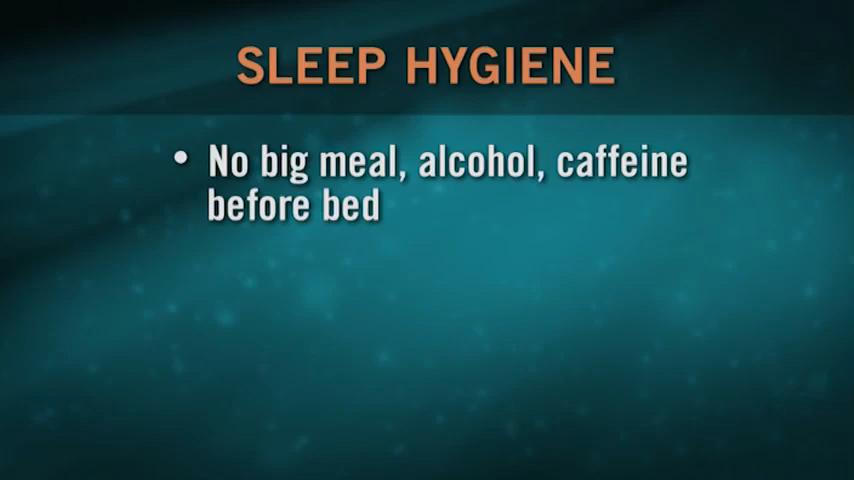 SLEEP HYGIENE
• No big meal, alcohol, caffeine
before bed